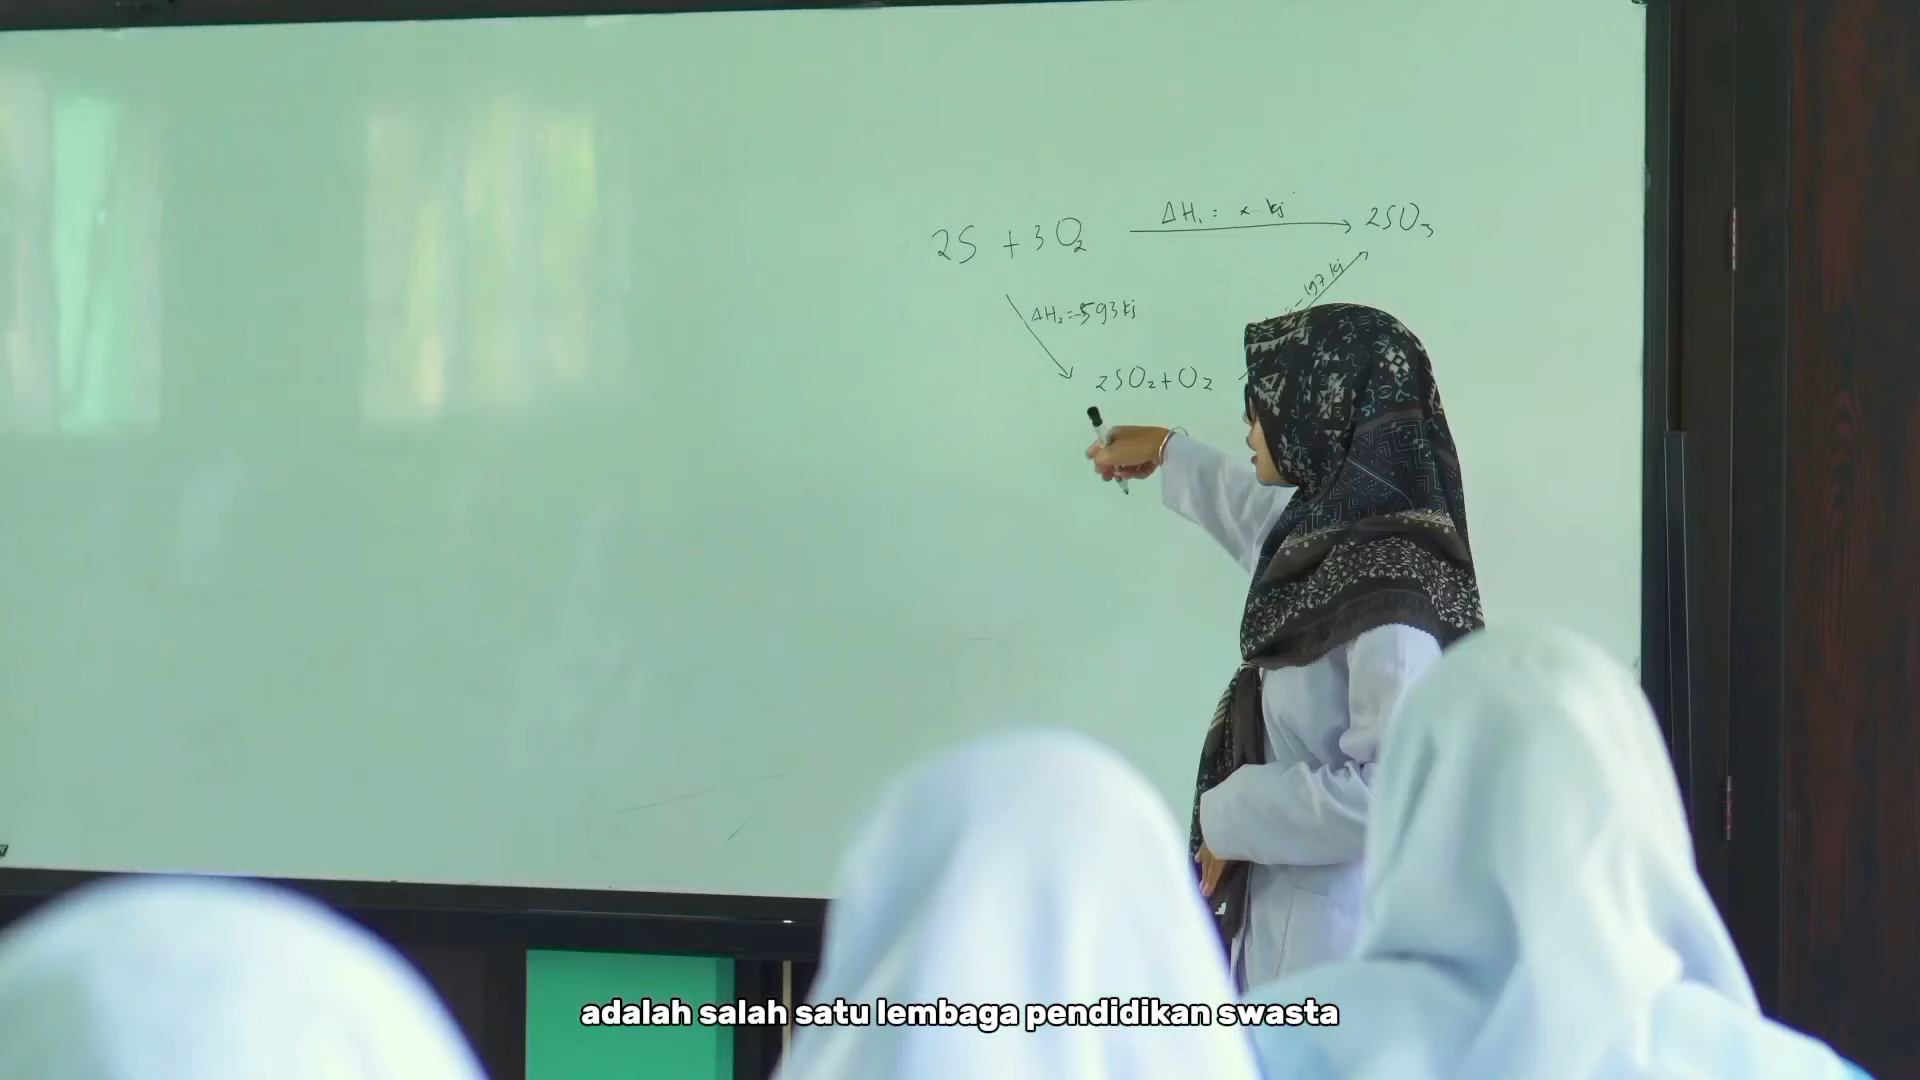 ΔH₁ = x kj
2S + 3O₂ → 2SO₃
- 197 kj
ΔH₂ = -593 kj
2SO₂ + O₂
adalah salah satu lembaga pendidikan swasta